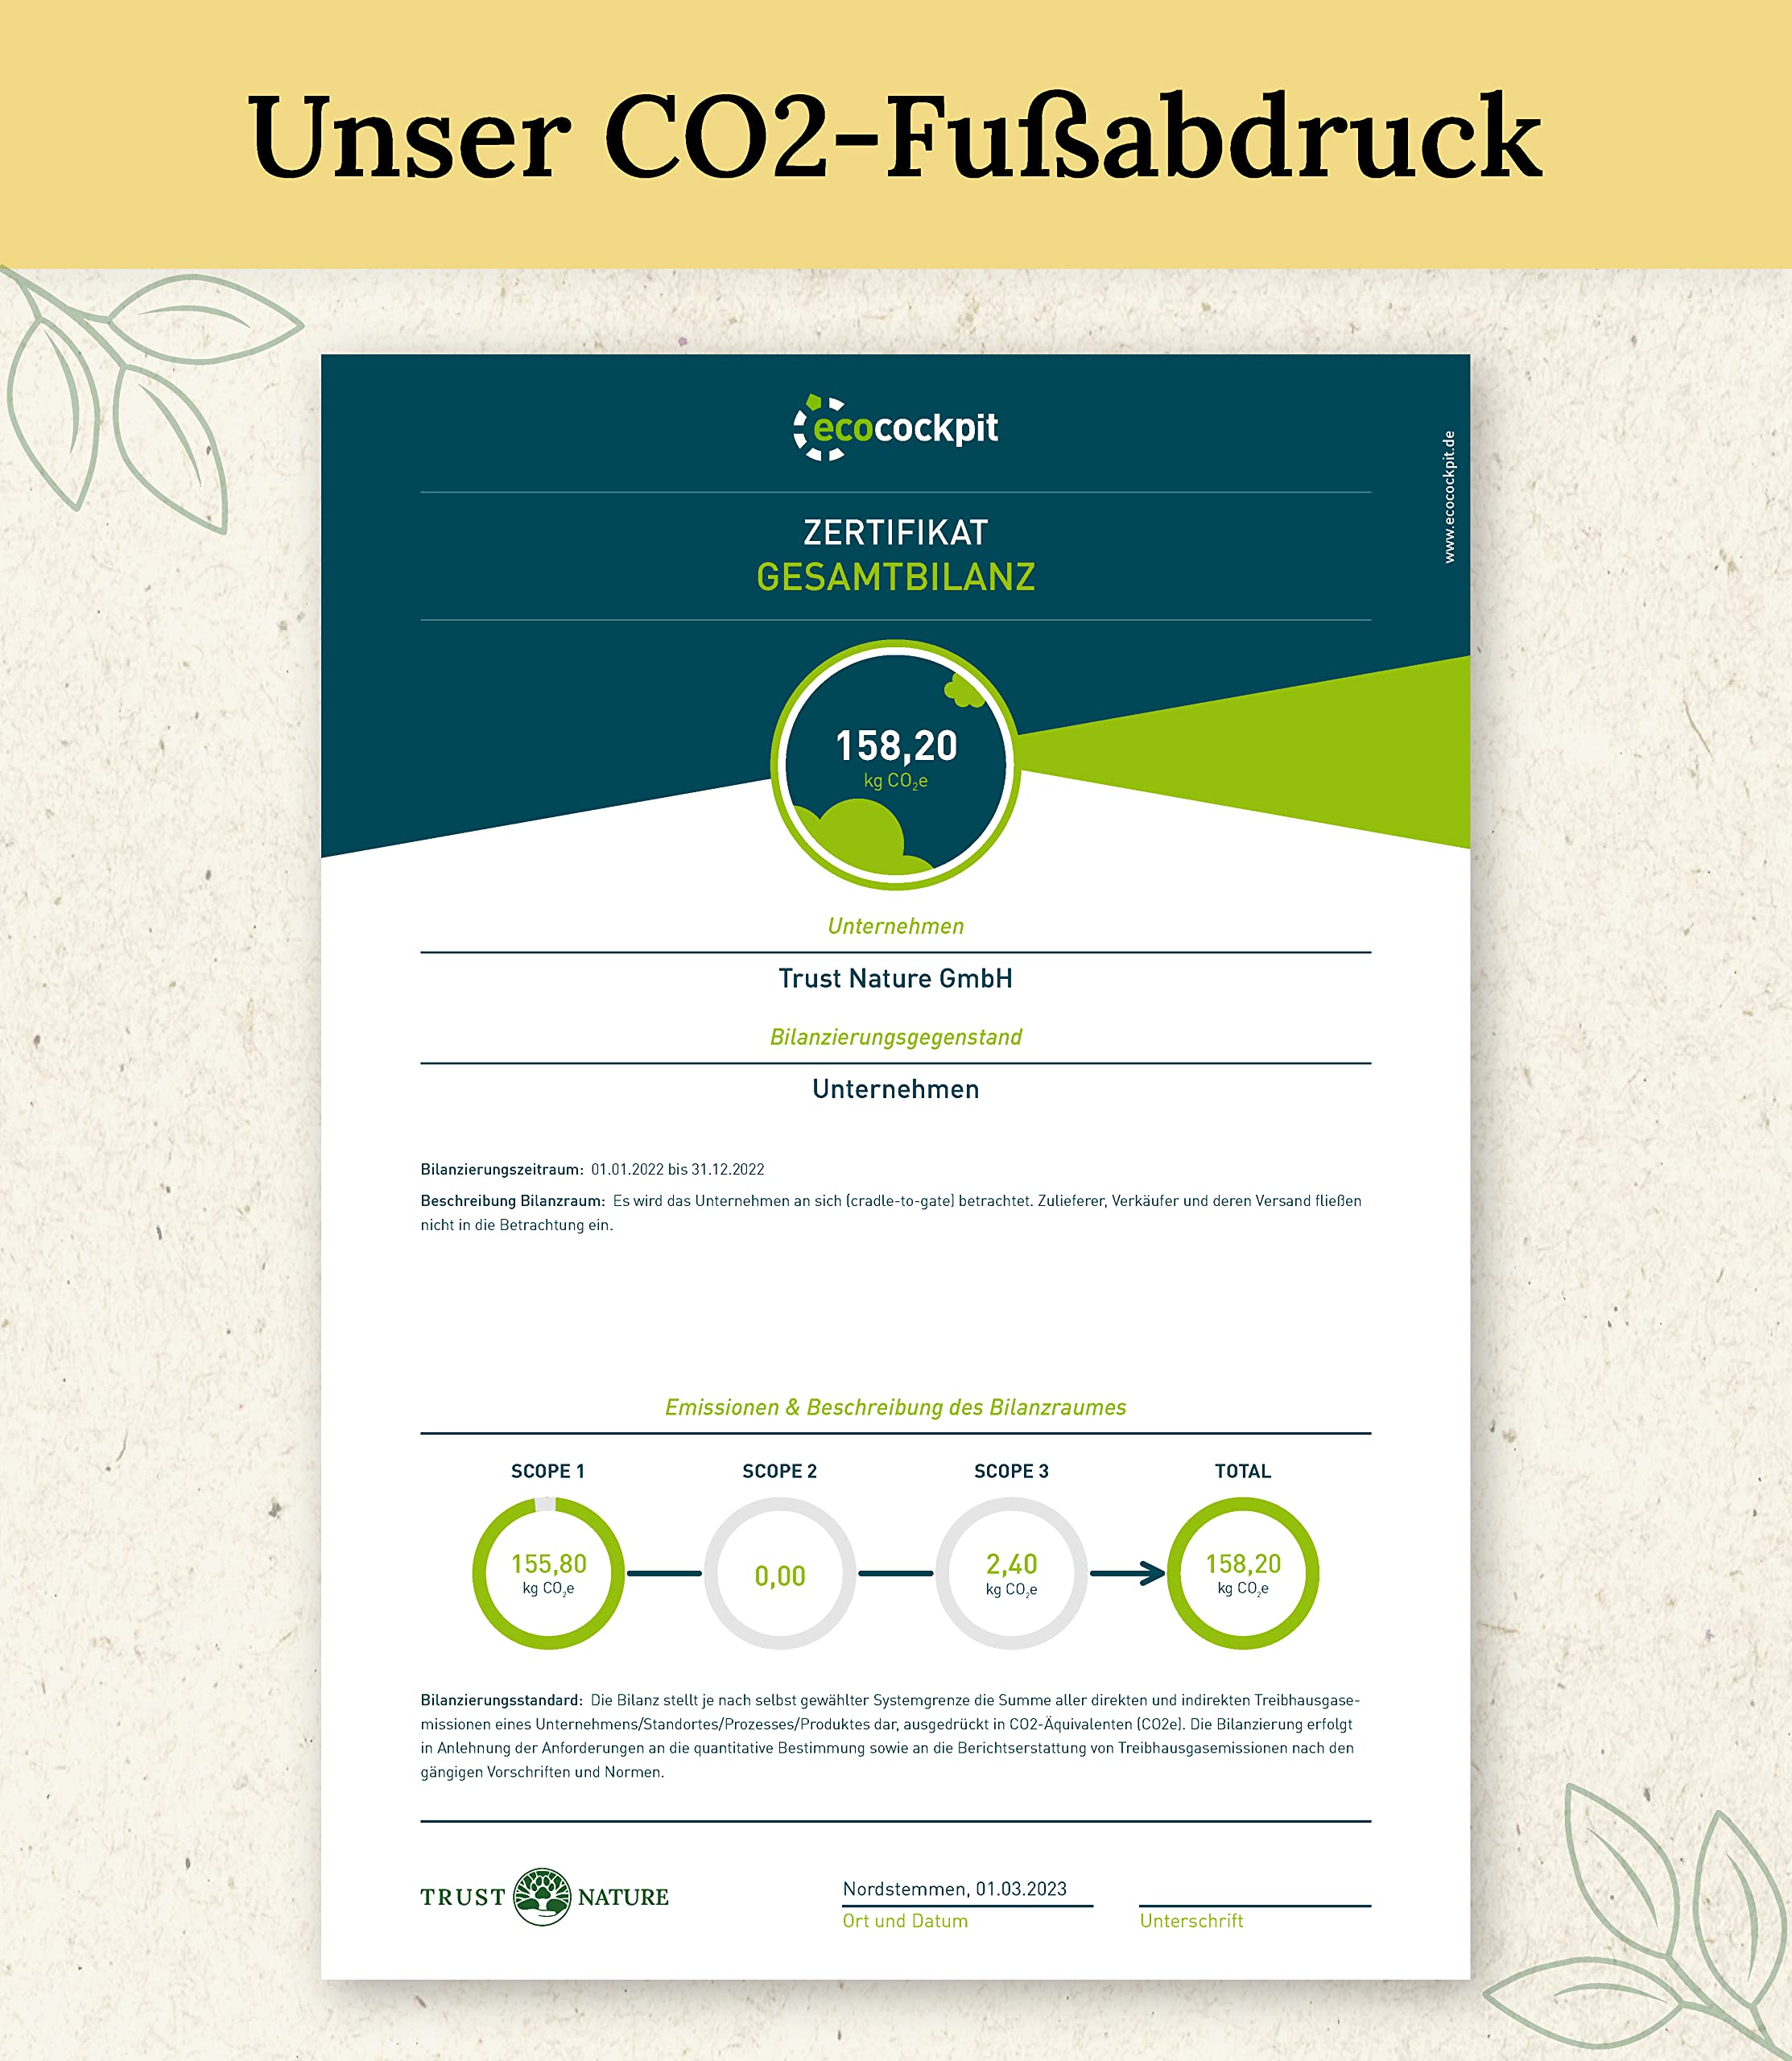 Unser CO2-Fußabdruck
ecocockpit
www.ecocockpit.de
ZERTIFIKAT
GESAMTBILANZ
158,20
kg CO₂e
Unternehmen
Trust Nature GmbH
Bilanzierungsgegenstand
Unternehmen
Bilanzierungszeitraum: 01.01.2022 bis 31.12.2022
Beschreibung Bilanzraum: Es wird das Unternehmen an sich (cradle-to-gate) betrachtet. Zulieferer, Verkäufer und deren Versand fließen
nicht in die Betrachtung ein.
Emissionen & Beschreibung des Bilanzraumes
SCOPE 1 SCOPE 2 SCOPE 3 TOTAL
155,80 0,00 2,40 158,20
kg CO₂e kg CO₂e kg CO₂e
Bilanzierungsstandard: Die Bilanz stellt je nach selbst gewählter Systemgrenze die Summe aller direkten und indirekten Treibhausgase-
missionen eines Unternehmens/Standortes/Prozesses/Produktes dar, ausgedrückt in CO2-Äquivalenten (CO2e). Die Bilanzierung erfolgt
in Anlehnung der Anforderungen an die quantitative Bestimmung sowie an die Berichtserstattung von Treibhausgasemissionen nach den
gängigen Vorschriften und Normen.
TRUST NATURE
Nordstemmen, 01.03.2023
Ort und Datum Unterschrift